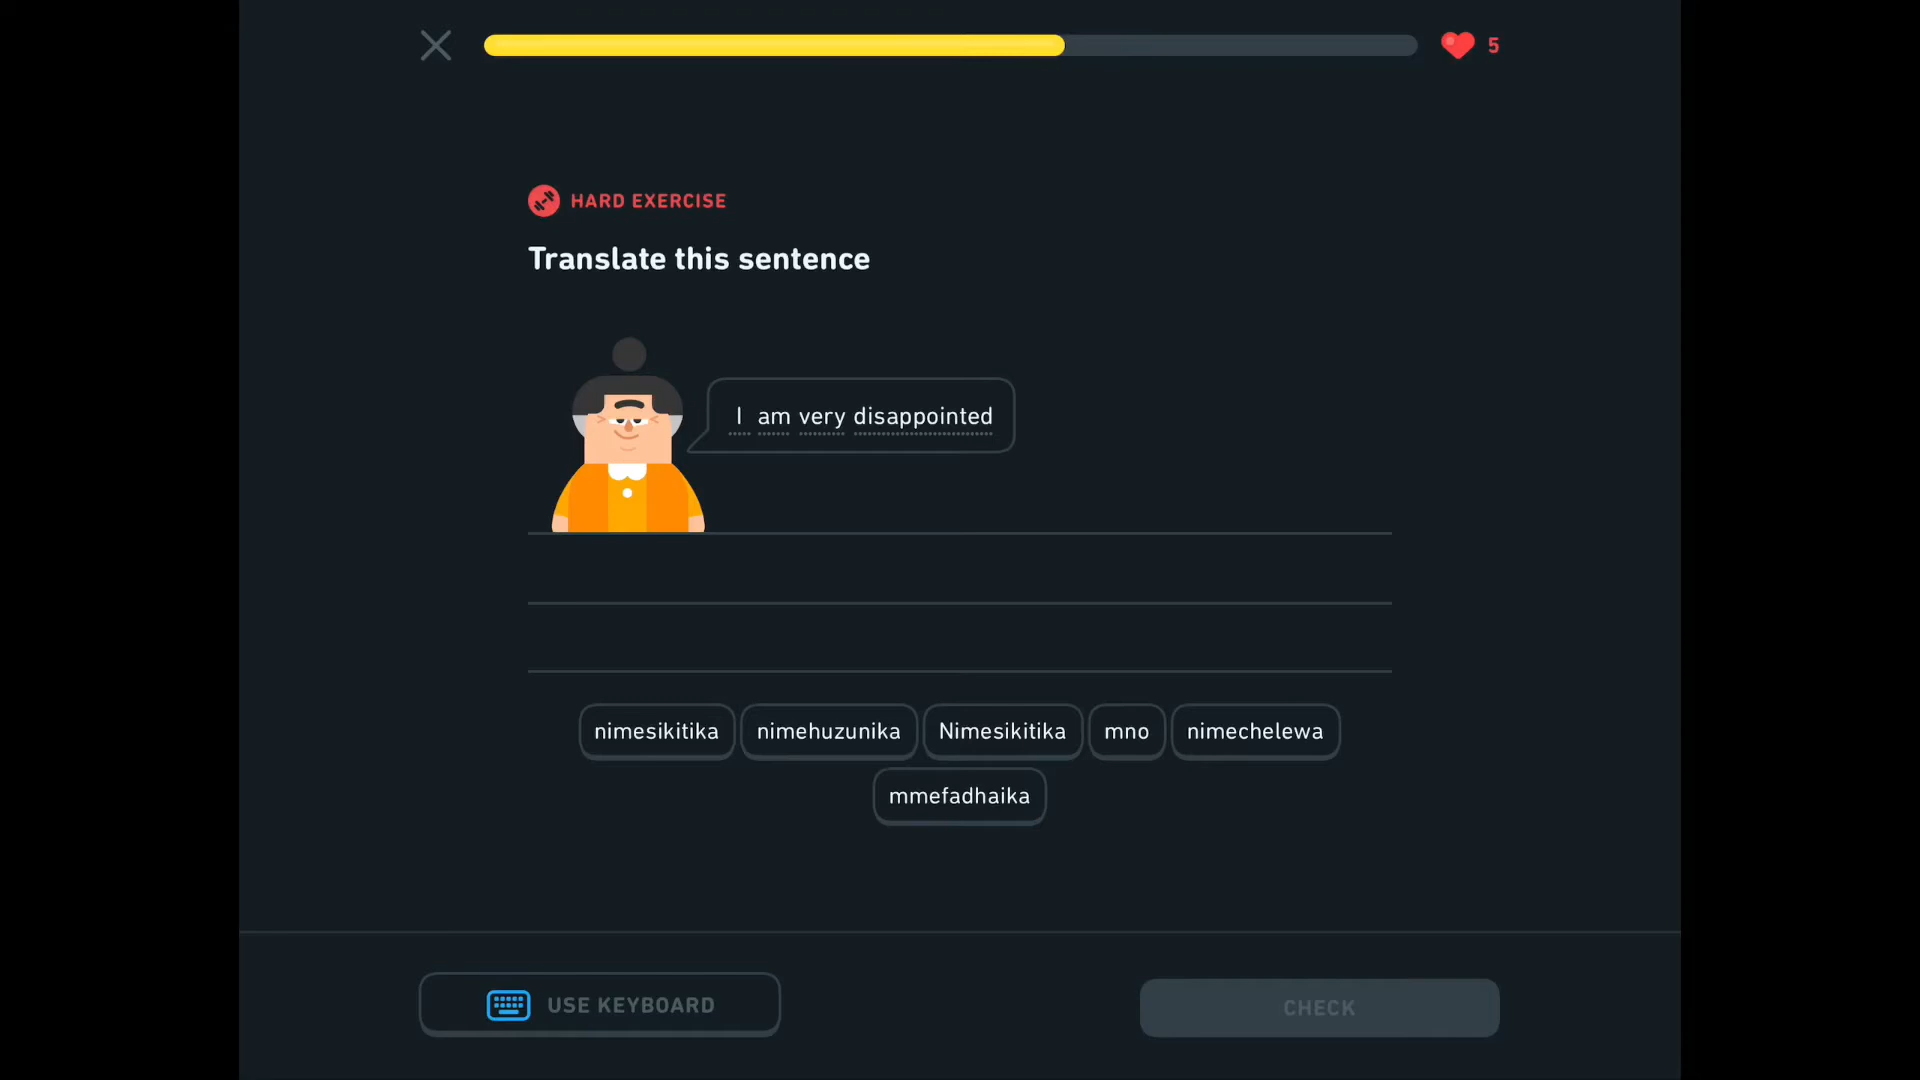 5
HARD EXERCISE
Translate this sentence
I am very disappointed
nimesikitika nimehuzunika Nimesikitika mno nimechelewa
mmefadhaika
USE KEYBOARD CHECK